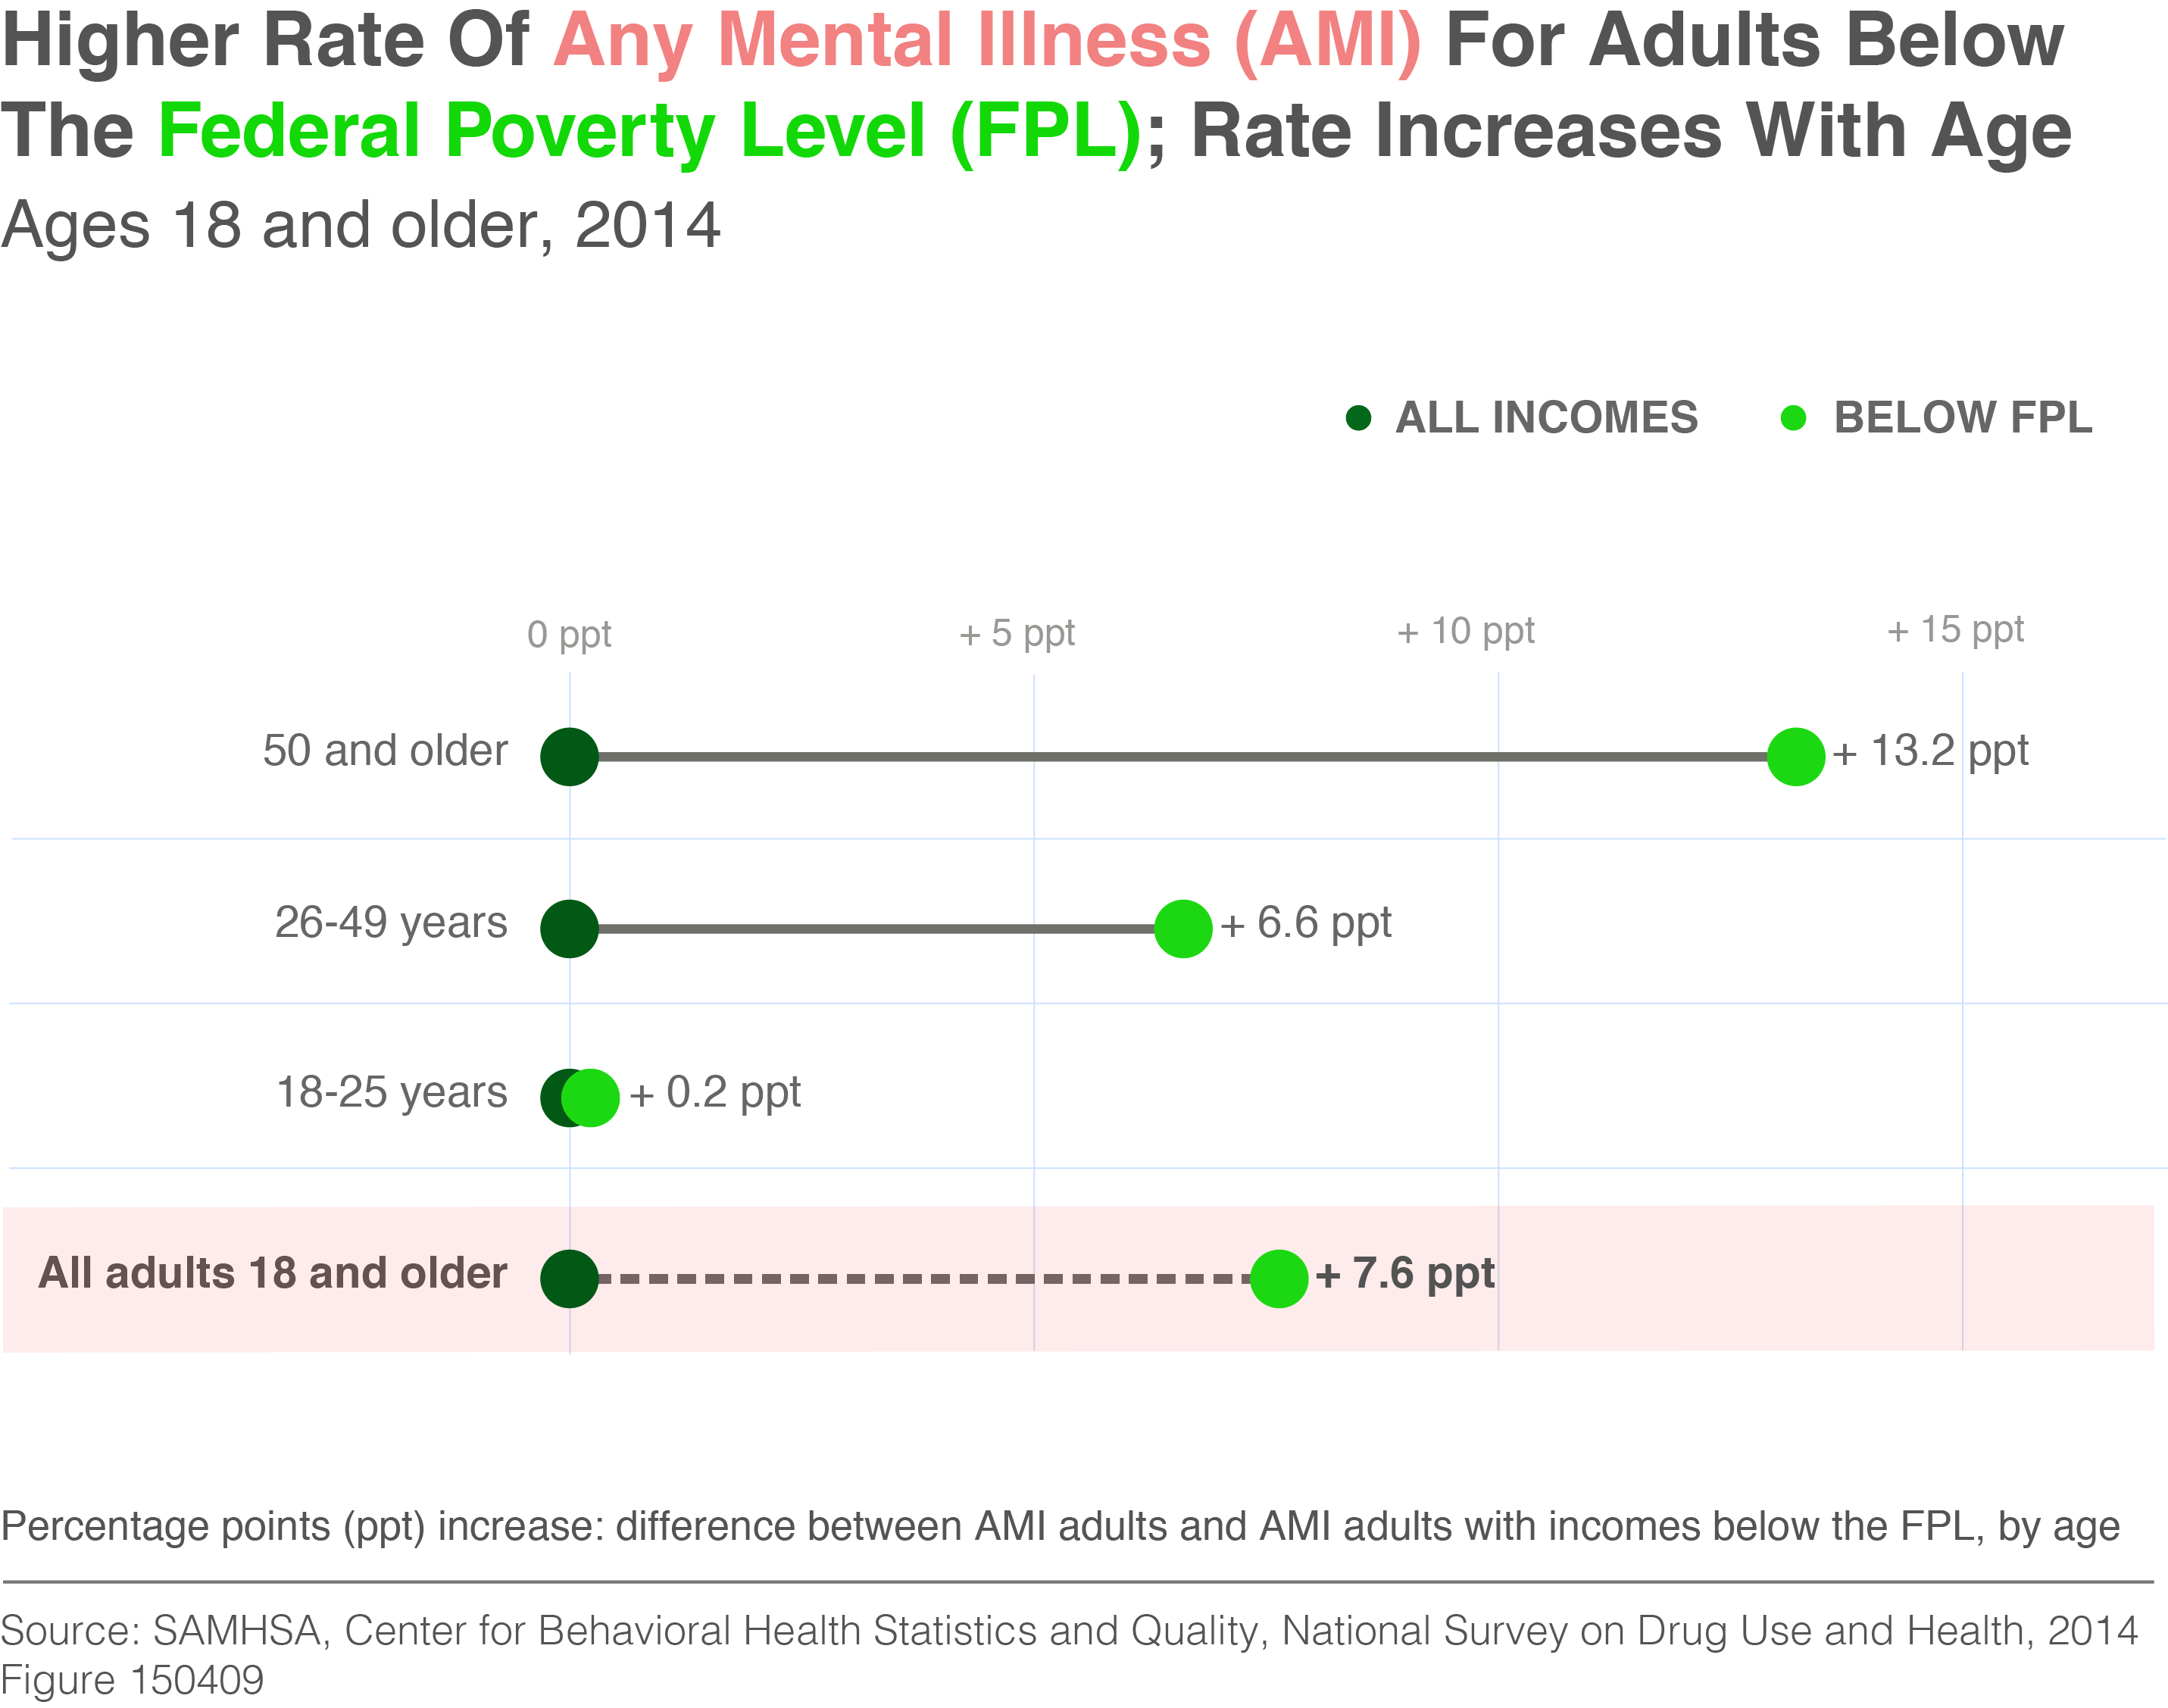 Higher Rate Of Any Mental Illness (AMI) For Adults Below
The Federal Poverty Level (FPL); Rate Increases With Age
Ages 18 and older, 2014
ALL INCOMES BELOW FPL
0 ppt + 5 ppt + 10 ppt + 15 ppt
50 and older + 13.2 ppt
26-49 years + 6.6 ppt
18-25 years + 0.2 ppt
All adults 18 and older + 7.6 ppt
Percentage points (ppt) increase: difference between AMI adults and AMI adults with incomes below the FPL, by age
Source: SAMHSA, Center for Behavioral Health Statistics and Quality, National Survey on Drug Use and Health, 2014
Figure 150409